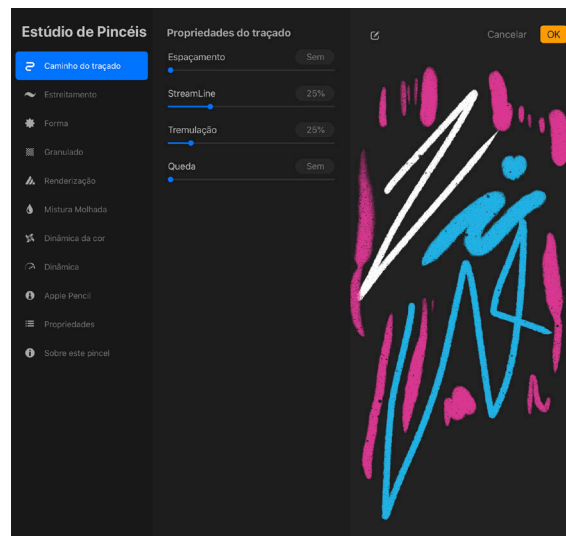 Estúdio de Pincéis
Caminho do traçado
Estreitamento
Forma
Granulado
Renderização
Mistura Molhada
Dinâmica da cor
Dinâmica
Apple Pencil
Propriedades
Sobre este pincel
Propriedades do traçado
Espaçamento Sem
StreamLine 25%
Tremulação 25%
Queda Sem
Cancelar OK